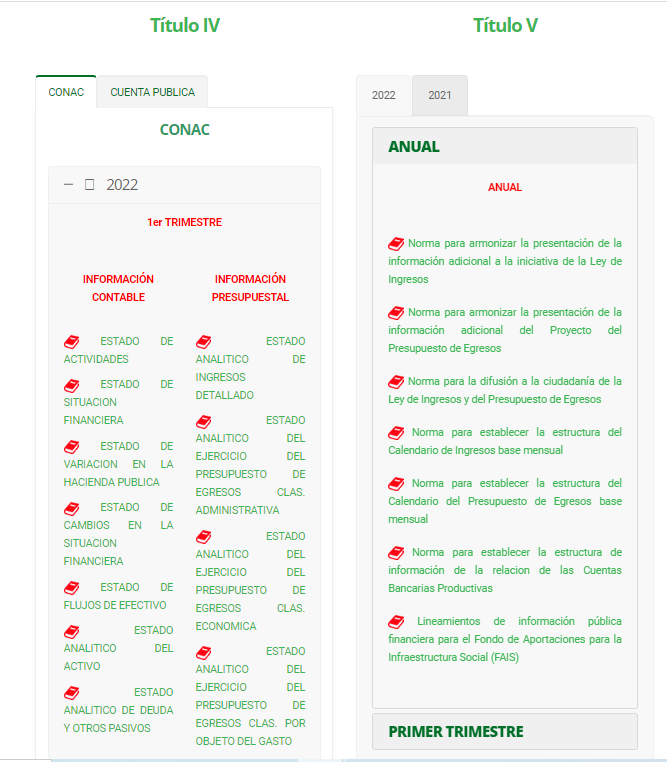 Título IV
CONAC
CUENTA PUBLICA
CONAC
2022
1er TRIMESTRE
INFORMACIÓN
CONTABLE
ESTADO DE
ACTIVIDADES
ESTADO DE
SITUACION
FINANCIERA
ESTADO DE
VARIACION EN LA
HACIENDA PUBLICA
ESTADO DE
CAMBIOS EN LA
SITUACION
FINANCIERA
ESTADO DE
FLUJOS DE EFECTIVO
ESTADO
ANALITICO DEL
ACTIVO
ESTADO
ANALITICO DE DEUDA
Y OTROS PASIVOS
INFORMACIÓN
PRESUPUESTAL
ESTADO
ANALITICO DE
INGRESOS
DETALLADO
ESTADO
ANALITICO DEL
EJERCICIO DEL
PRESUPUESTO DE
EGRESOS CLAS.
ADMINISTRATIVA
ESTADO
ANALITICO DEL
EJERCICIO DEL
PRESUPUESTO DE
EGRESOS CLAS.
ECONOMICA
ESTADO
ANALITICO DEL
EJERCICIO DEL
PRESUPUESTO DE
EGRESOS CLAS. POR
OBJETO DEL GASTO
Título V
2022
2021
ANUAL
ANUAL
Norma para armonizar la presentación de la
información adicional a la iniciativa de la Ley de
Ingresos
Norma para armonizar la presentación de la
información adicional del Proyecto del
Presupuesto de Egresos
Norma para la difusión a la ciudadanía de la
Ley de Ingresos y del Presupuesto de Egresos
Norma para establecer la estructura del
Calendario de Ingresos base mensual
Norma para establecer la estructura del
Calendario del Presupuesto de Egresos base
mensual
Norma para establecer la estructura de
información de la relacion de las Cuentas
Bancarias Productivas
Lineamientos de información pública
financiera para el Fondo de Aportaciones para la
Infraestructura Social (FAIS)
PRIMER TRIMESTRE